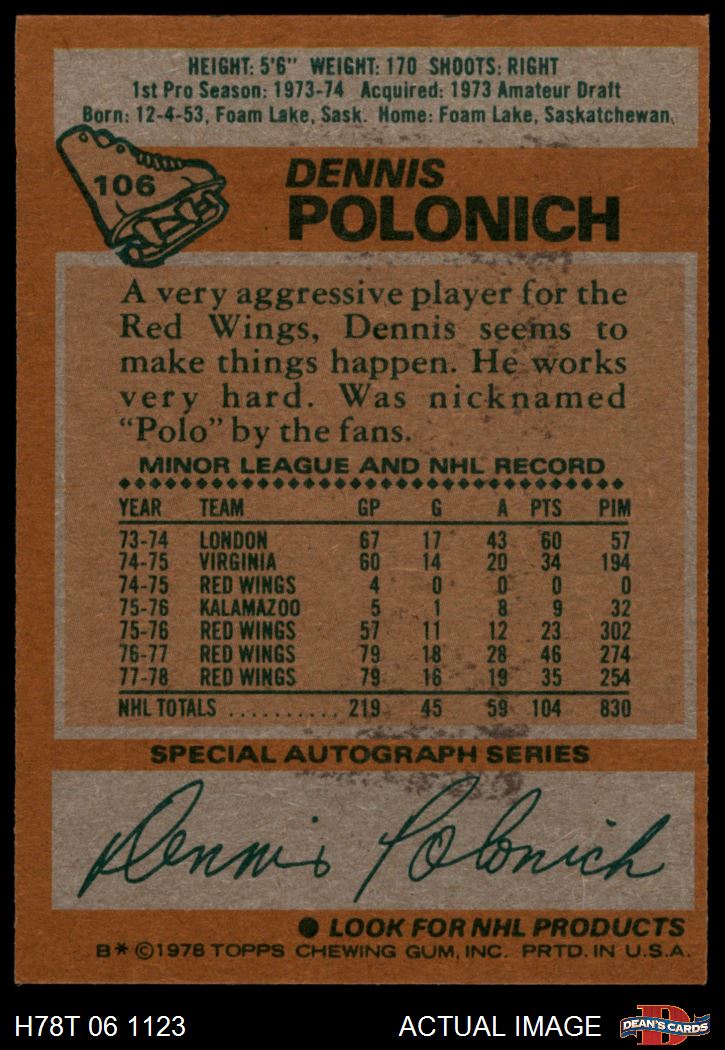 HEIGHT: 5'6" WEIGHT: 170 SHOOTS: RIGHT
1st Pro Season: 1973-74 Acquired: 1973 Amateur Draft
Born: 12-4-53, Foam Lake, Sask. Home: Foam Lake, Saskatchewan
106
DENNIS
POLONICH
A very aggressive player for the
Red Wings, Dennis seems to
make things happen. He works
very hard. Was nicknamed
"Polo" by the fans.
MINOR LEAGUE AND NHL RECORD
YEAR TEAM GP G A PTS PIM
73-74 LONDON 67 17 43 60 57
74-75 VIRGINIA 60 14 20 34 194
74-75 RED WINGS 4 0 0 0 0
75-76 KALAMAZOO 5 1 8 9 32
75-76 RED WINGS 57 11 12 23 302
76-77 RED WINGS 79 18 28 46 274
77-78 RED WINGS 79 16 19 35 254
NHL TOTALS .......... 219 45 59 104 830
SPECIAL AUTOGRAPH SERIES
Dennis Polonich
● LOOK FOR NHL PRODUCTS
B* ©1978 TOPPS CHEWING GUM, INC. PRTD. IN U.S.A.
H78T 06 1123 ACTUAL IMAGE D DEAN'S CARDS